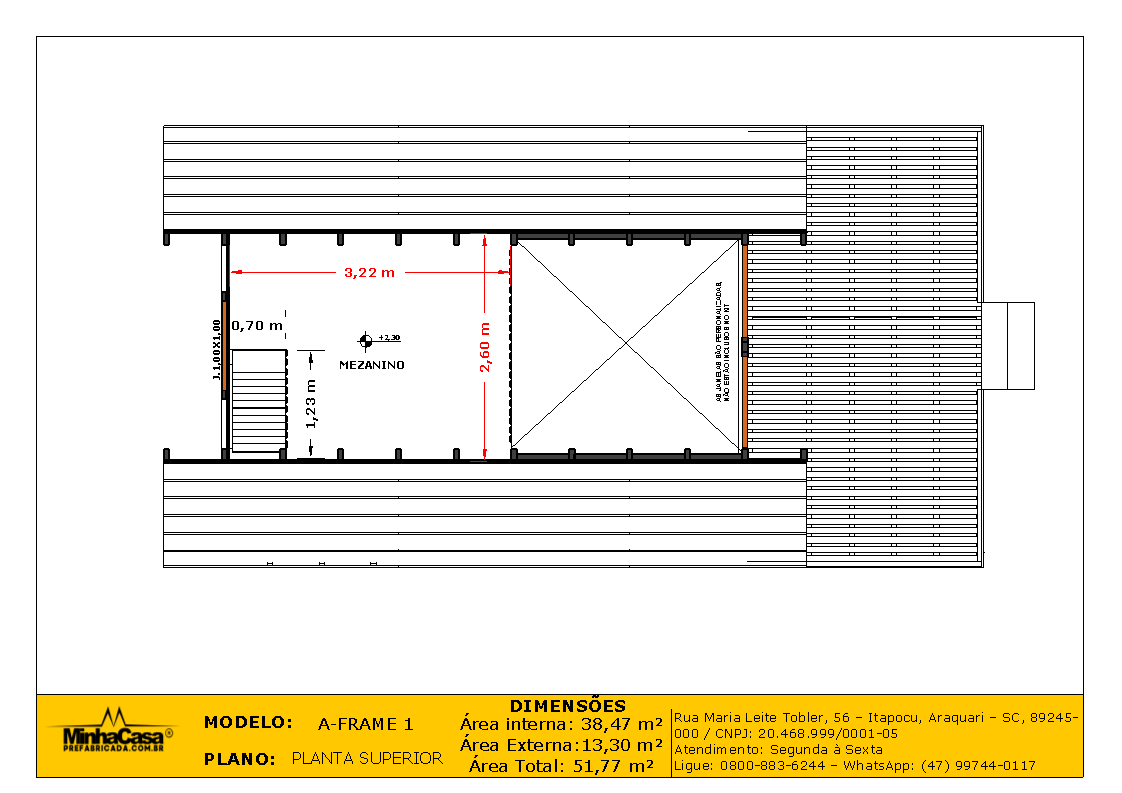 3,22 m
0,70 m
J.1,00X1,00
+2,30
MEZANINO
2,60 m
1,23 m
AS JANELAS SÃO PERSONALIZADAS,
NÃO ESTÃO INCLUSOS NO KIT
MinhaCasa®
PREFABRICADA.COM.BR
MODELO: A-FRAME 1
PLANO: PLANTA SUPERIOR
DIMENSÕES
Área interna: 38,47 m²
Área Externa:13,30 m²
Área Total: 51,77 m²
Rua Maria Leite Tobler, 56 – Itapocu, Araquari – SC, 89245-
000 / CNPJ: 20.468.999/0001-05
Atendimento: Segunda à Sexta
Ligue: 0800-883-6244 – WhatsApp: (47) 99744-0117